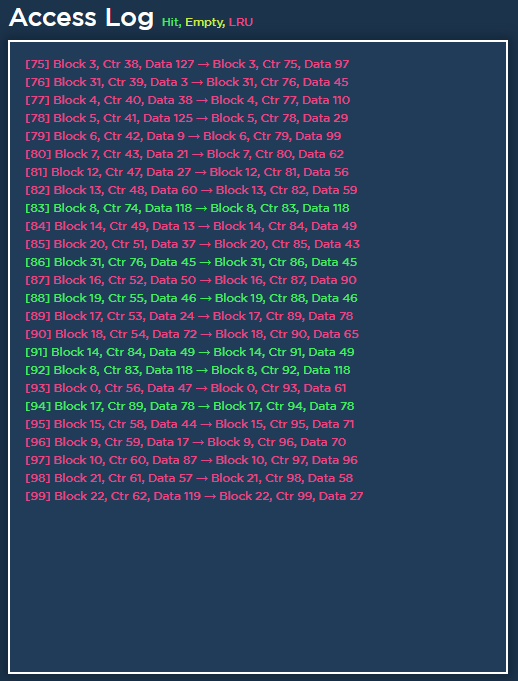 Access Log Hit, Empty, LRU
[75] Block 3, Ctr 38, Data 127 → Block 3, Ctr 75, Data 97
[76] Block 31, Ctr 39, Data 3 → Block 31, Ctr 76, Data 45
[77] Block 4, Ctr 40, Data 38 → Block 4, Ctr 77, Data 110
[78] Block 5, Ctr 41, Data 125 → Block 5, Ctr 78, Data 29
[79] Block 6, Ctr 42, Data 9 → Block 6, Ctr 79, Data 99
[80] Block 7, Ctr 43, Data 21 → Block 7, Ctr 80, Data 62
[81] Block 12, Ctr 47, Data 27 → Block 12, Ctr 81, Data 56
[82] Block 13, Ctr 48, Data 60 → Block 13, Ctr 82, Data 59
[83] Block 8, Ctr 74, Data 118 → Block 8, Ctr 83, Data 118
[84] Block 14, Ctr 49, Data 13 → Block 14, Ctr 84, Data 49
[85] Block 20, Ctr 51, Data 37 → Block 20, Ctr 85, Data 43
[86] Block 31, Ctr 76, Data 45 → Block 31, Ctr 86, Data 45
[87] Block 16, Ctr 52, Data 50 → Block 16, Ctr 87, Data 90
[88] Block 19, Ctr 55, Data 46 → Block 19, Ctr 88, Data 46
[89] Block 17, Ctr 53, Data 24 → Block 17, Ctr 89, Data 78
[90] Block 18, Ctr 54, Data 72 → Block 18, Ctr 90, Data 65
[91] Block 14, Ctr 84, Data 49 → Block 14, Ctr 91, Data 49
[92] Block 8, Ctr 83, Data 118 → Block 8, Ctr 92, Data 118
[93] Block 0, Ctr 56, Data 47 → Block 0, Ctr 93, Data 61
[94] Block 17, Ctr 89, Data 78 → Block 17, Ctr 94, Data 78
[95] Block 15, Ctr 58, Data 44 → Block 15, Ctr 95, Data 71
[96] Block 9, Ctr 59, Data 17 → Block 9, Ctr 96, Data 70
[97] Block 10, Ctr 60, Data 87 → Block 10, Ctr 97, Data 96
[98] Block 21, Ctr 61, Data 57 → Block 21, Ctr 98, Data 58
[99] Block 22, Ctr 62, Data 119 → Block 22, Ctr 99, Data 27